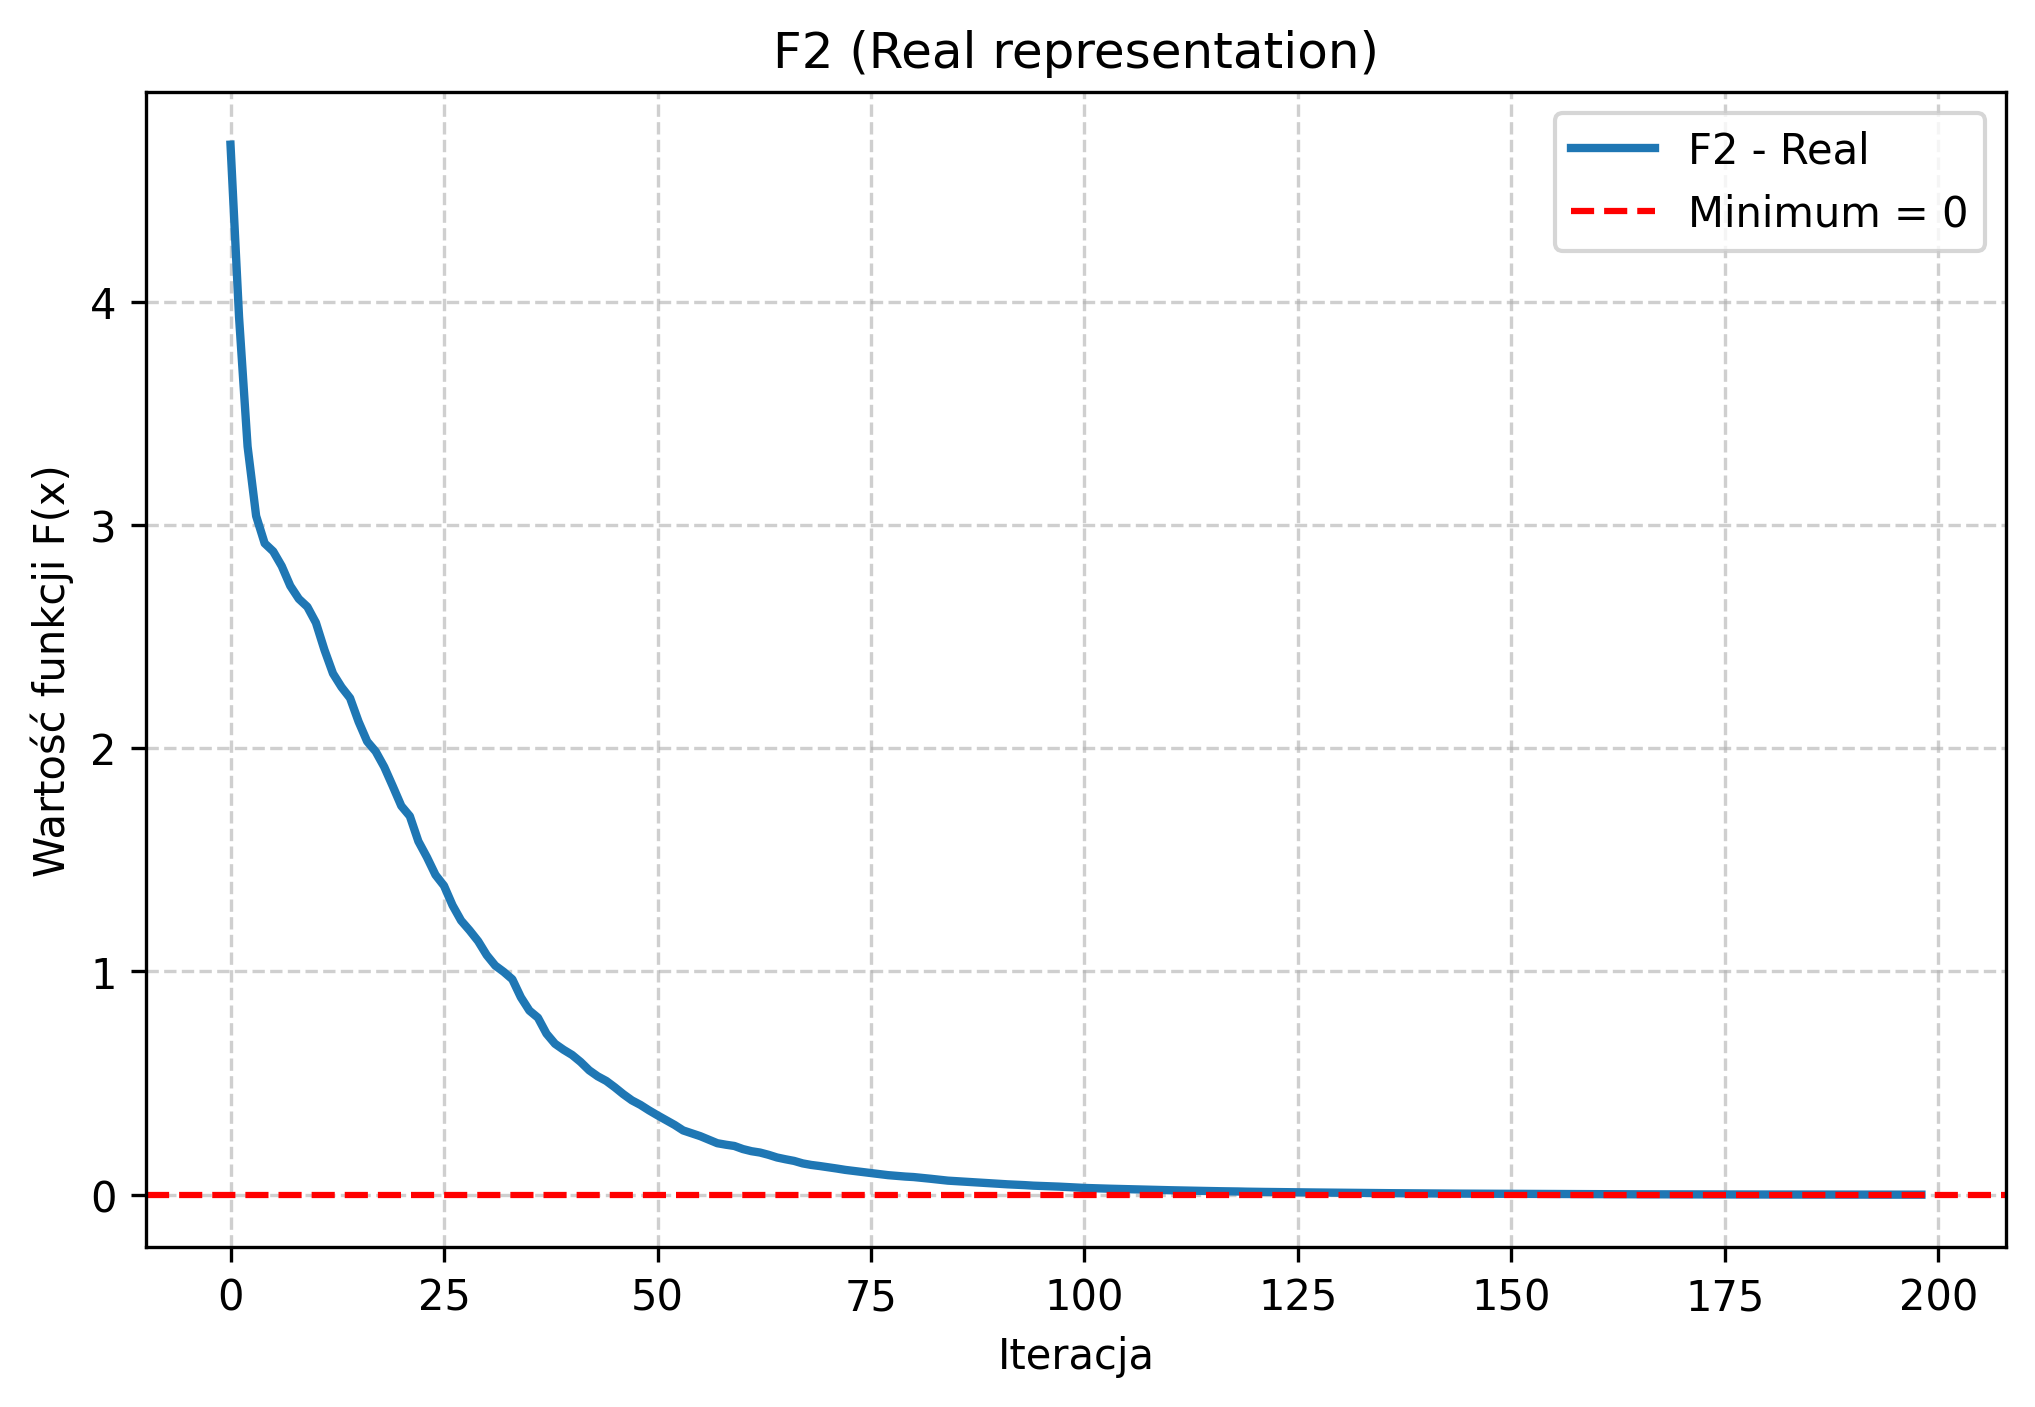 F2 (Real representation)
F2 - Real
Minimum = 0
Wartość funkcji F(x)
4
3
2
1
0
0 25 50 75 100 125 150 175 200
Iteracja